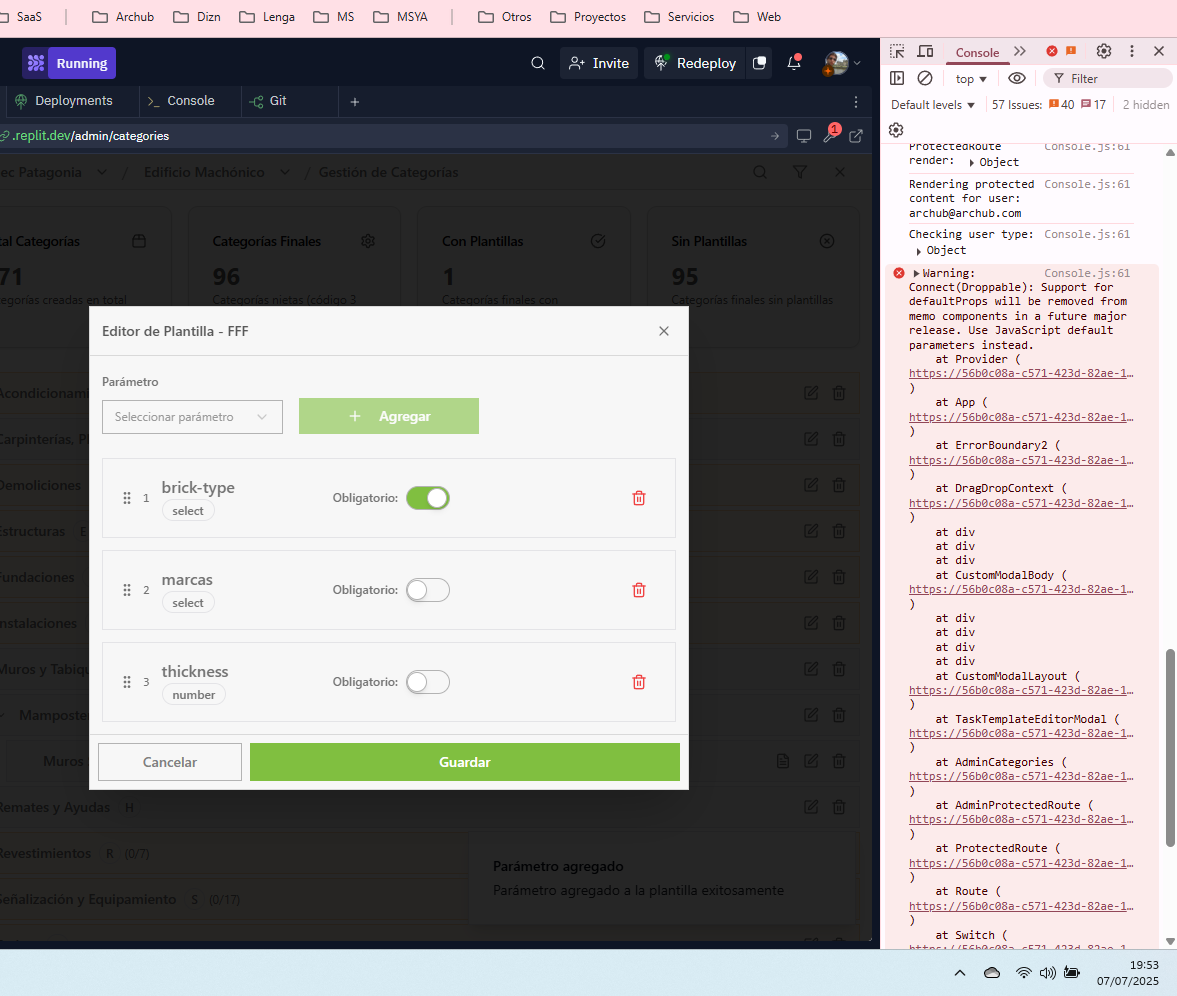 SaaS
Archub
Dizn
Lenga
MS
MSYA
Otros
Proyectos
Servicios
Web
Running
Invite
Redeploy
Deployments
Console
Git
.replit.dev/admin/categories
1
ec Patagonia / Edificio Machónico / Gestión de Categorías
tal Categorías
71
egorías creadas en total
Categorías Finales
96
Categorías nietas (código 3
Con Plantillas
1
Categorías finales con
Sin Plantillas
95
Categorías finales sin plantillas
Editor de Plantilla - FFF
Parámetro
Seleccionar parámetro
+ Agregar
1 brick-type
select
Obligatorio:
2 marcas
select
Obligatorio:
3 thickness
number
Obligatorio:
Cancelar
Guardar
Acondicionami
Carpinterías, P
Demoliciones
Estructuras E
Fundaciones
Instalaciones
Muros y Tabiqu
Mamposte
Muros
Remates y Ayudas H
Revestimientos R (0/7)
Señalización y Equipamiento S (0/17)
Parámetro agregado
Parámetro agregado a la plantilla exitosamente
Console
top
Filter
Default levels
57 Issues: 40 17
2 hidden
ProtectedRoute Console.js:61
render: Object
Rendering protected Console.js:61
content for user:
archub@archub.com
Checking user type: Console.js:61
Object
Warning: Console.js:61
Connect(Droppable): Support for
defaultProps will be removed from
memo components in a future major
release. Use JavaScript default
parameters instead.
at Provider (
https://56b0c08a-c571-423d-82ae-1…
)
at App (
https://56b0c08a-c571-423d-82ae-1…
)
at ErrorBoundary2 (
https://56b0c08a-c571-423d-82ae-1…
)
at DragDropContext (
https://56b0c08a-c571-423d-82ae-1…
)
at div
at div
at div
at CustomModalBody (
https://56b0c08a-c571-423d-82ae-1…
)
at div
at div
at div
at div
at CustomModalLayout (
https://56b0c08a-c571-423d-82ae-1…
)
at TaskTemplateEditorModal (
https://56b0c08a-c571-423d-82ae-1…
)
at AdminCategories (
https://56b0c08a-c571-423d-82ae-1…
)
at AdminProtectedRoute (
https://56b0c08a-c571-423d-82ae-1…
)
at ProtectedRoute (
https://56b0c08a-c571-423d-82ae-1…
)
at Route (
https://56b0c08a-c571-423d-82ae-1…
)
at Switch (
https://56b0c08a-c571-423d-82ae-1…
19:53
07/07/2025